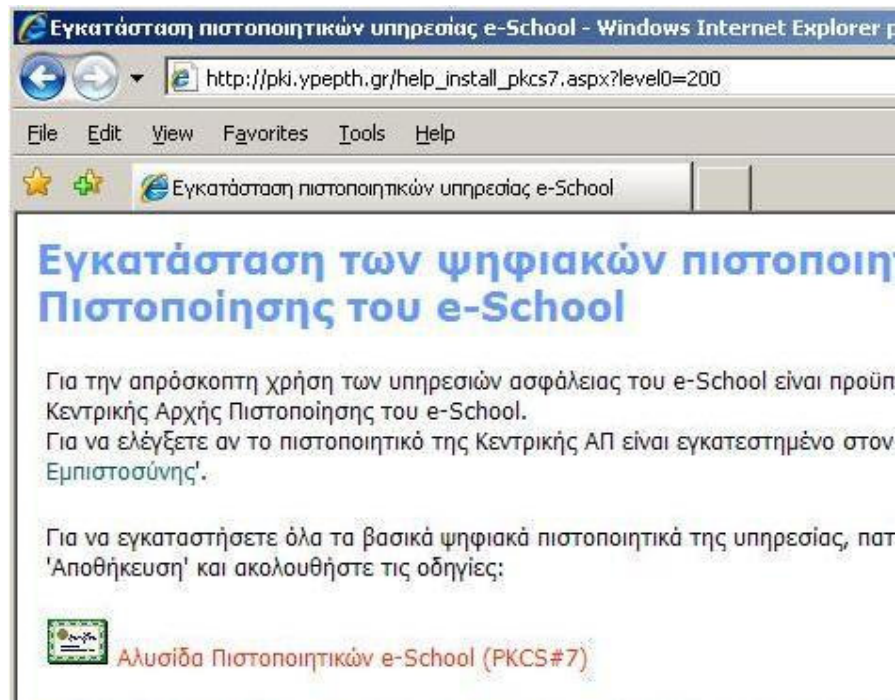 Εγκατάσταση πιστοποιητικών υπηρεσίας e-School - Windows Internet Explorer p
http://pki.ypepth.gr/help_install_pkcs7.aspx?level0=200
File Edit View Favorites Tools Help
Εγκατάσταση πιστοποιητικών υπηρεσίας e-School
Εγκατάσταση των ψηφιακών πιστοποιητ
Πιστοποίησης του e-School
Για την απρόσκοπτη χρήση των υπηρεσιών ασφάλειας του e-School είναι προϋπ
Κεντρικής Αρχής Πιστοποίησης του e-School.
Για να ελέγξετε αν το πιστοποιητικό της Κεντρικής ΑΠ είναι εγκατεστημένο στον
Εμπιστοσύνης'.
Για να εγκαταστήσετε όλα τα βασικά ψηφιακά πιστοποιητικά της υπηρεσίας, πατ
'Αποθήκευση' και ακολουθήστε τις οδηγίες:
Αλυσίδα Πιστοποιητικών e-School (PKCS#7)